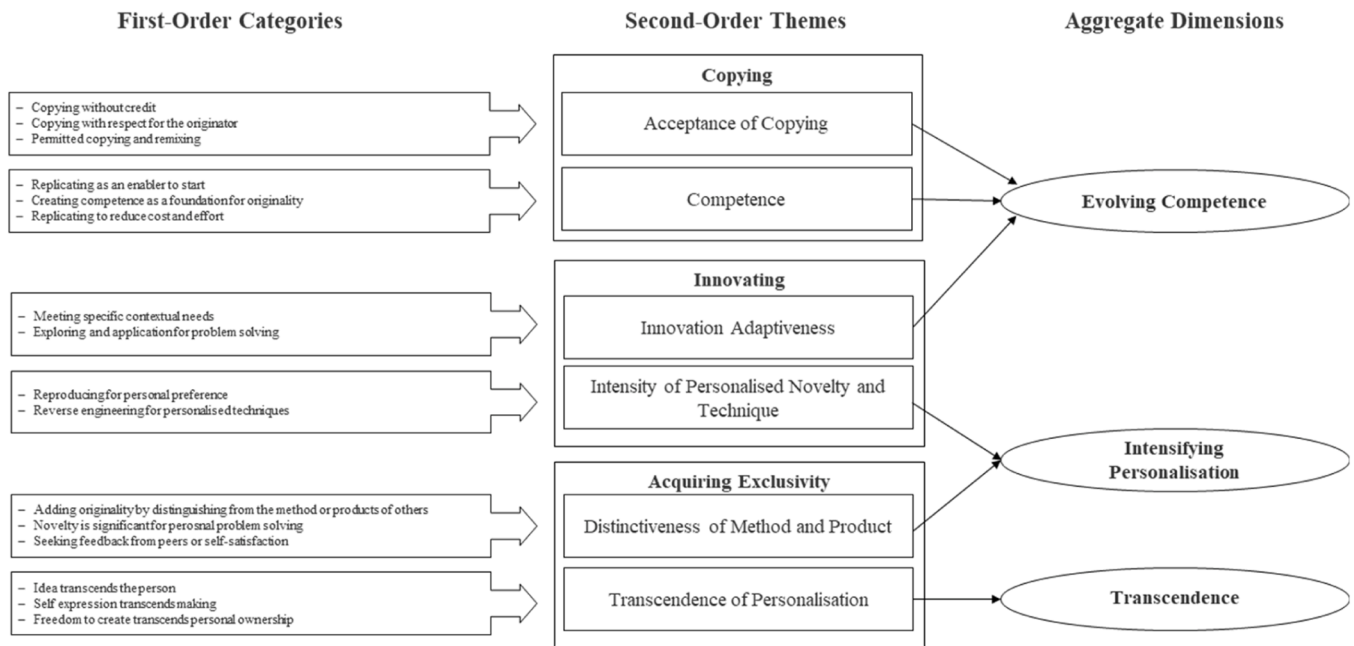 First-Order Categories
Second-Order Themes
Aggregate Dimensions
– Copying without credit
– Copying with respect for the originator
– Permitted copying and remixing
– Replicating as an enabler to start
– Creating competence as a foundation for originality
– Replicating to reduce cost and effort
– Meeting specific contextual needs
– Exploring and application for problem solving
– Reproducing for personal preference
– Reverse engineering for personalised techniques
– Adding originality by distinguishing from the method or products of others
– Novelty is significant for perosnal problem solving
– Seeking feedback from peers or self-satisfaction
– Idea transcends the person
– Self expression transcends making
– Freedom to create transcends personal ownership
Copying
Acceptance of Copying
Competence
Innovating
Innovation Adaptiveness
Intensity of Personalised Novelty and
Technique
Acquiring Exclusivity
Distinctiveness of Method and Product
Transcendence of Personalisation
Evolving Competence
Intensifying
Personalisation
Transcendence